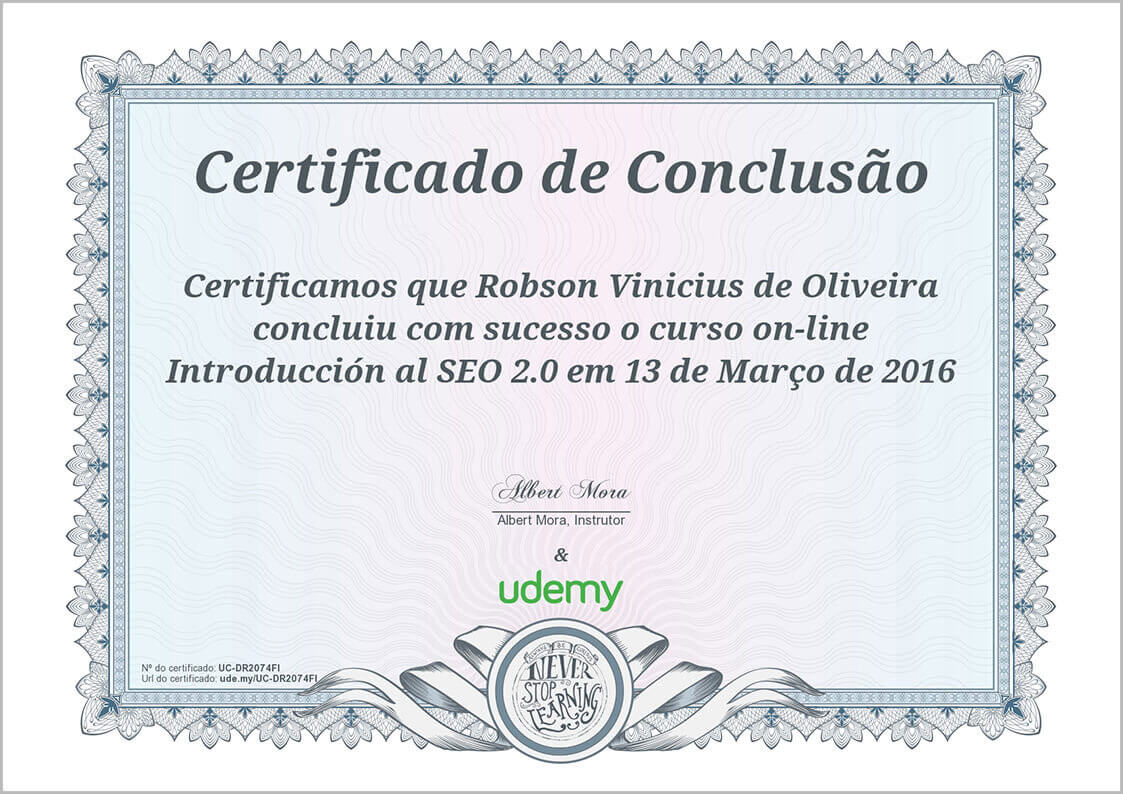 Certificado de Conclusão
Certificamos que Robson Vinicius de Oliveira
concluiu com sucesso o curso on-line
Introducción al SEO 2.0 em 13 de Março de 2016
Albert Mora
Albert Mora, Instrutor
&
udemy
Nº do certificado: UC-DR2074FI
Url do certificado: ude.my/UC-DR2074FI
NEVER
STOP
LEARNING